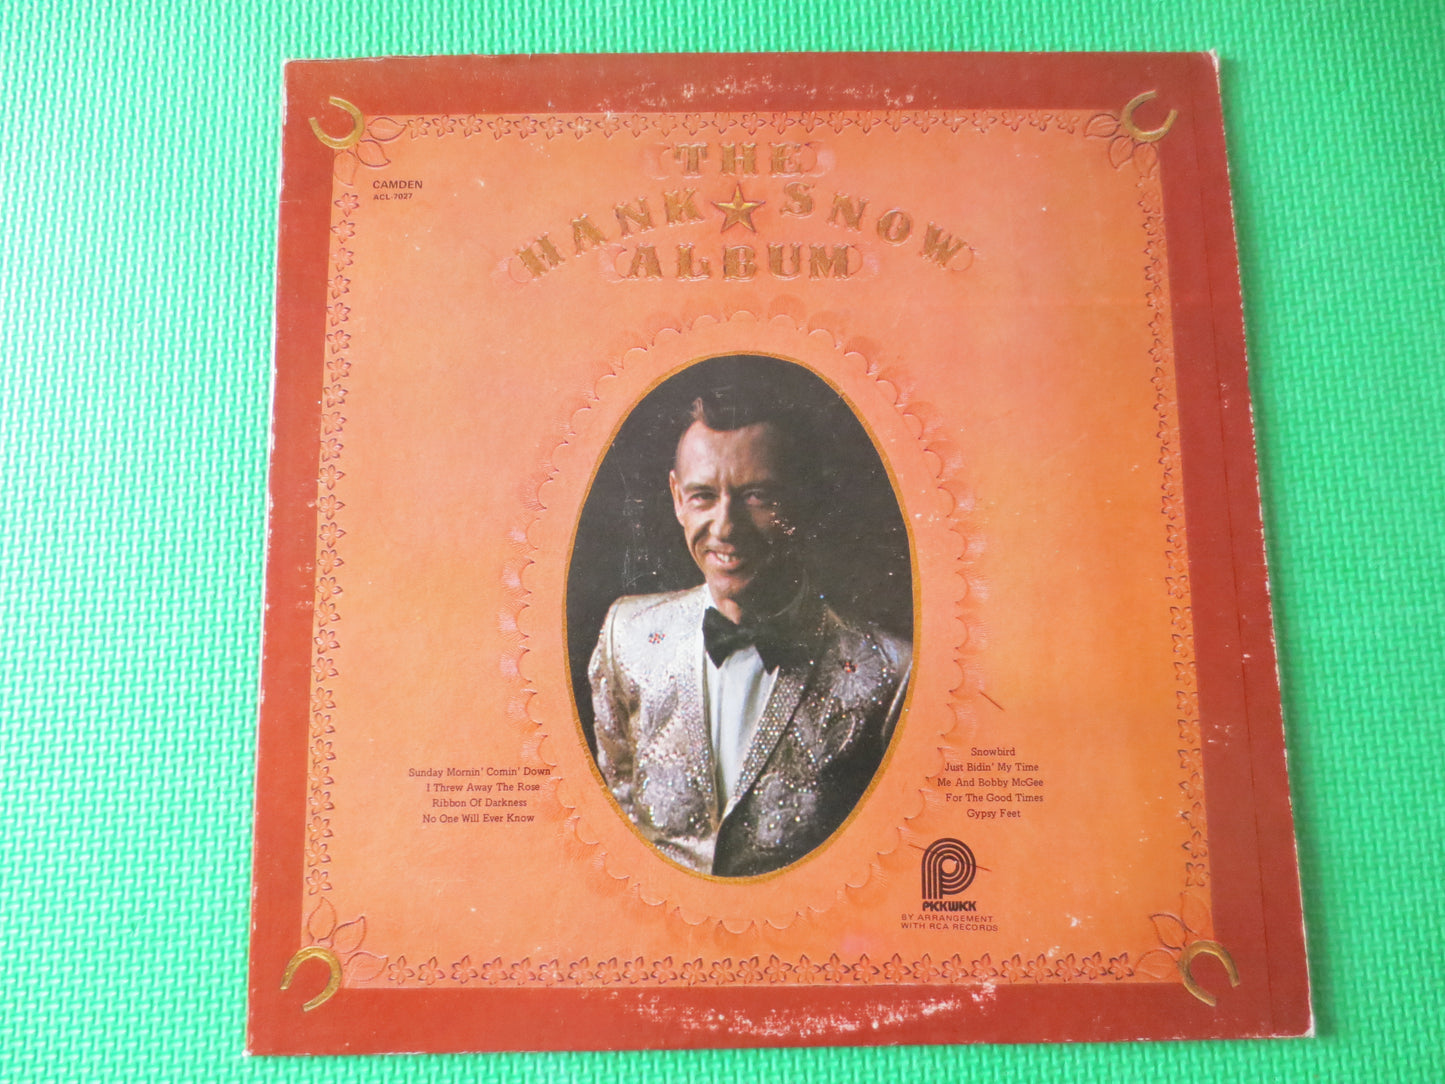 THE
HANK SNOW
ALBUM
CAMDEN
ACL-7027
Sunday Mornin' Comin' Down
I Threw Away The Rose
Ribbon Of Darkness
No One Will Ever Know
Snowbird
Just Bidin' My Time
Me And Bobby McGee
For The Good Times
Gypsy Feet
PICKWICK
BY ARRANGEMENT
WITH RCA RECORDS